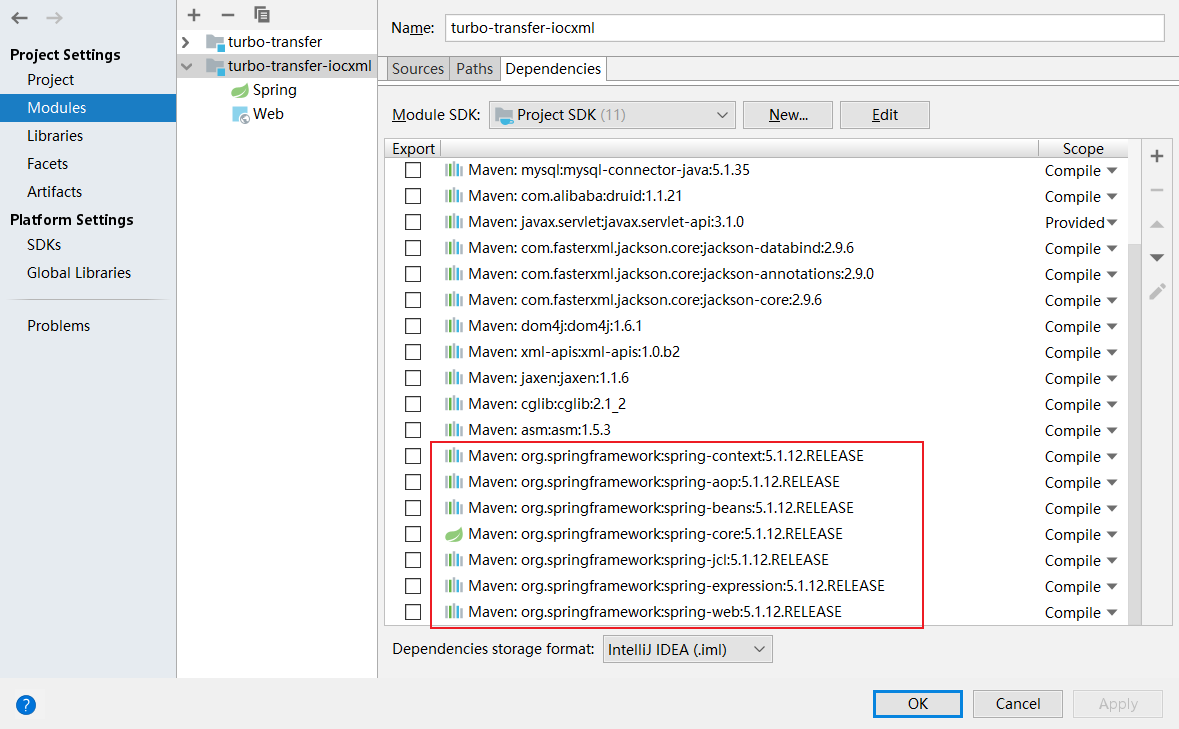 Project Settings
Project
Modules
Libraries
Facets
Artifacts
Platform Settings
SDKs
Global Libraries
Problems
turbo-transfer
turbo-transfer-iocxml
Spring
Web
Name: turbo-transfer-iocxml
Sources Paths Dependencies
Module SDK: Project SDK (11) New... Edit
Export Scope
Maven: mysql:mysql-connector-java:5.1.35 Compile
Maven: com.alibaba:druid:1.1.21 Compile
Maven: javax.servlet:javax.servlet-api:3.1.0 Provided
Maven: com.fasterxml.jackson.core:jackson-databind:2.9.6 Compile
Maven: com.fasterxml.jackson.core:jackson-annotations:2.9.0 Compile
Maven: com.fasterxml.jackson.core:jackson-core:2.9.6 Compile
Maven: dom4j:dom4j:1.6.1 Compile
Maven: xml-apis:xml-apis:1.0.b2 Compile
Maven: jaxen:jaxen:1.1.6 Compile
Maven: cglib:cglib:2.1_2 Compile
Maven: asm:asm:1.5.3 Compile
Maven: org.springframework:spring-context:5.1.12.RELEASE Compile
Maven: org.springframework:spring-aop:5.1.12.RELEASE Compile
Maven: org.springframework:spring-beans:5.1.12.RELEASE Compile
Maven: org.springframework:spring-core:5.1.12.RELEASE Compile
Maven: org.springframework:spring-jcl:5.1.12.RELEASE Compile
Maven: org.springframework:spring-expression:5.1.12.RELEASE Compile
Maven: org.springframework:spring-web:5.1.12.RELEASE Compile
Dependencies storage format: IntelliJ IDEA (.iml)
? OK Cancel Apply